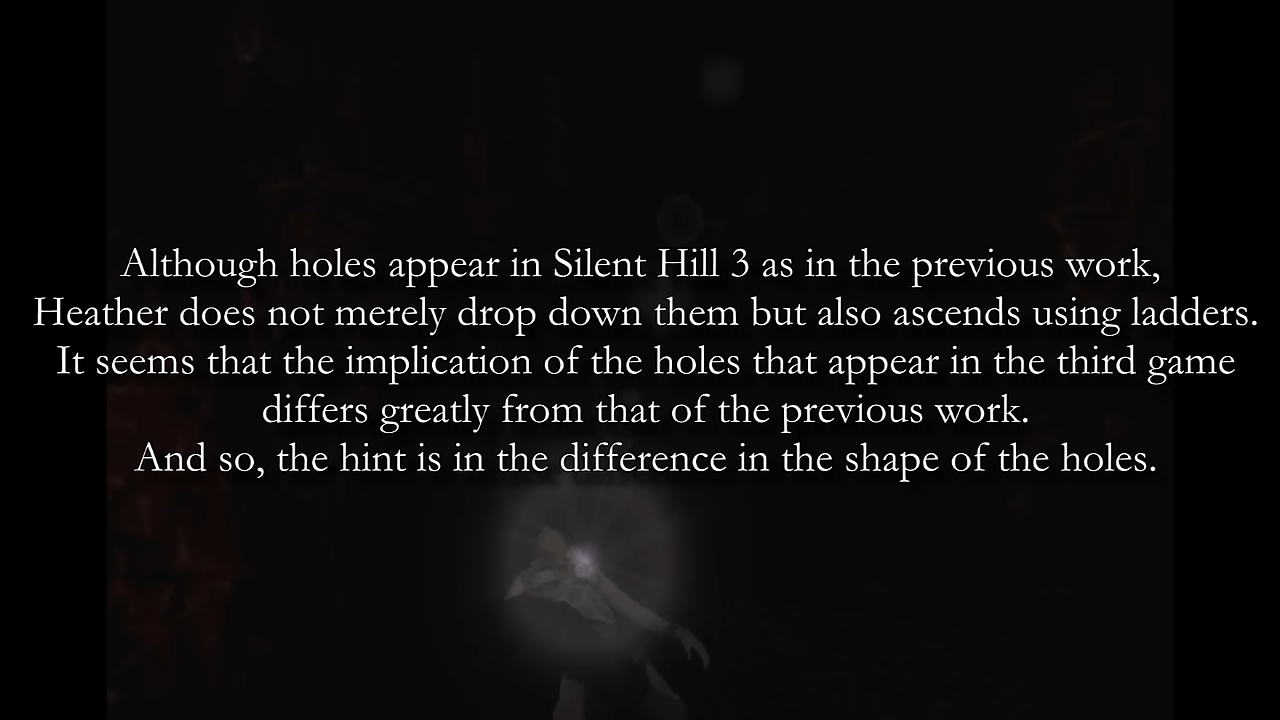 Although holes appear in Silent Hill 3 as in the previous work,
Heather does not merely drop down them but also ascends using ladders.
It seems that the implication of the holes that appear in the third game
differs greatly from that of the previous work.
And so, the hint is in the difference in the shape of the holes.